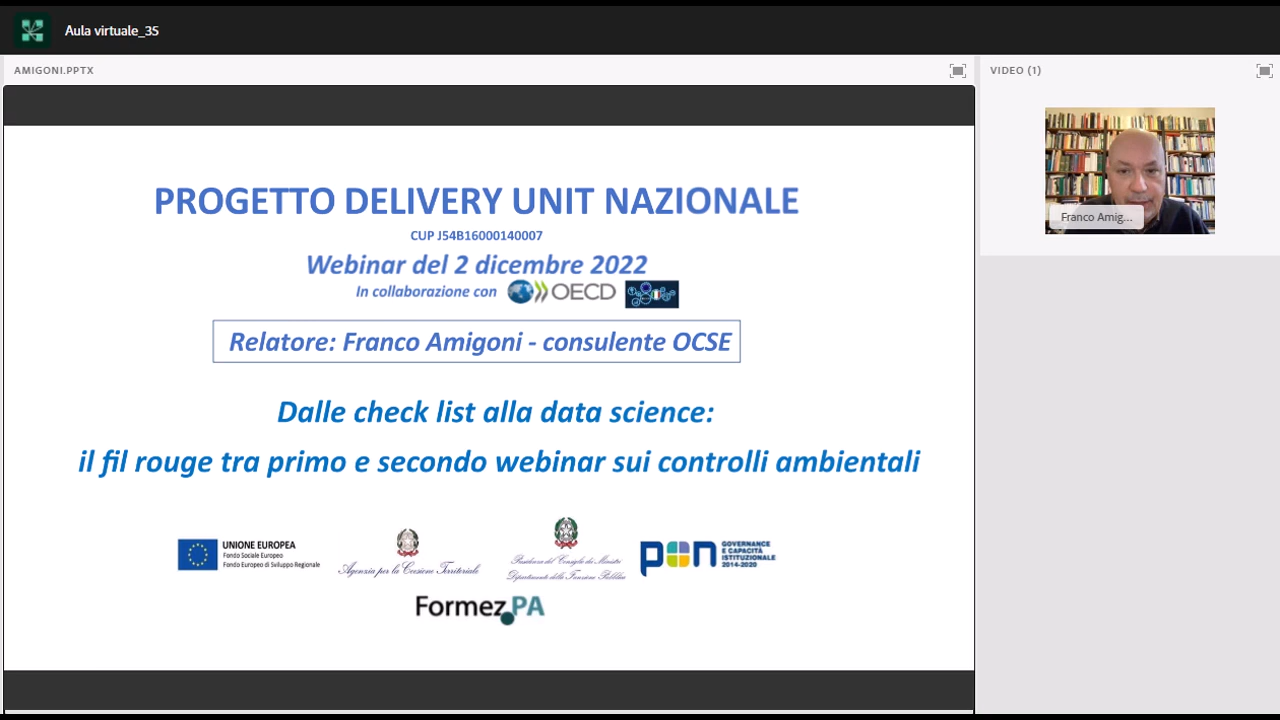 Aula virtuale_35
AMIGONI.PPTX
VIDEO (1)
PROGETTO DELIVERY UNIT NAZIONALE
CUP J54B16000140007
Webinar del 2 dicembre 2022
In collaborazione con OECD
Relatore: Franco Amigoni - consulente OCSE
Dalle check list alla data science:
il fil rouge tra primo e secondo webinar sui controlli ambientali
UNIONE EUROPEA
Fondo Sociale Europeo
Fondo Europeo di Sviluppo Regionale
Agenzia per la Coesione Territoriale
Presidenza del Consiglio dei Ministri
Dipartimento della Funzione Pubblica
pon GOVERNANCE
E CAPACITÀ
ISTITUZIONALE
2014-2020
Formez PA
Franco Amig...